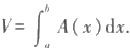 V = ∫_a^b A(x)dx.